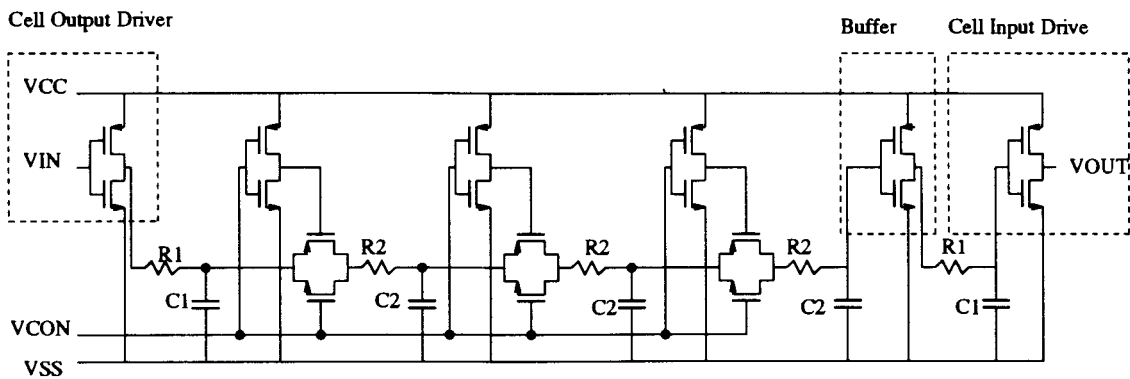 Cell Output Driver
Buffer
Cell Input Drive
VCC
VIN
VOUT
R1
R2
R2
R2
R1
C1
C2
C2
C2
C1
VCON
VSS